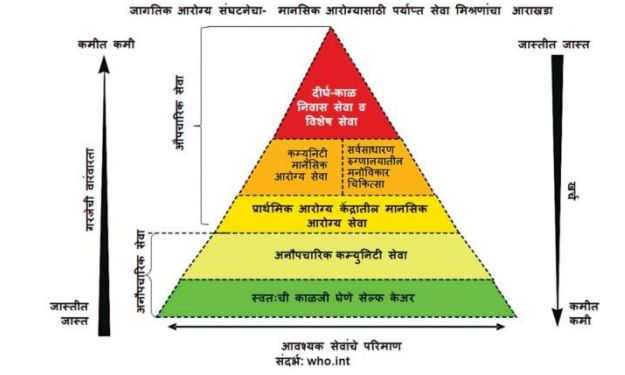 जागतिक आरोग्य संघटनेचा- मानसिक आरोग्यासाठी पर्याप्त सेवा मिश्रणांचा आराखडा
कमीत कमी
जास्तीत जास्त
औपचारिक सेवा
दीर्घ-काळ
निवास सेवा व
विशेष सेवा
कम्युनिटी
मानसिक
आरोग्य सेवा
सर्वसाधारण
रुग्णालयातील
मनोविकार
चिकित्सा
गरजेची वारंवारता
खर्च
प्राथमिक आरोग्य केंद्रातील मानसिक
आरोग्य सेवा
अनौपचारिक सेवा
अनौपचारिक कम्युनिटी सेवा
स्वतःची काळजी घेणे सेल्फ केअर
जास्तीत
जास्त
कमीत
कमी
आवश्यक सेवांचे परिमाण
संदर्भ: who.int